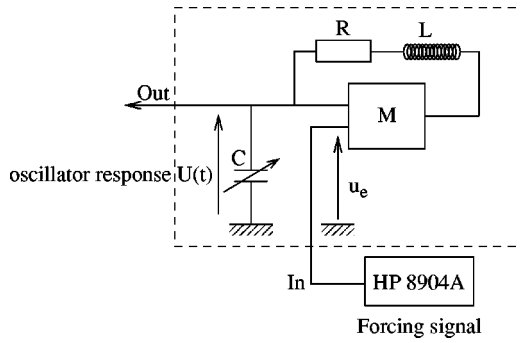 R
L
Out
M
C
oscillator response U(t)
u_e
In
HP 8904A
Forcing signal